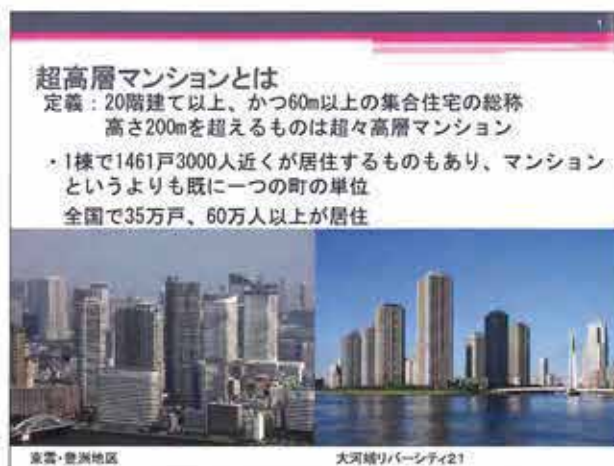 1
超高層マンションとは
定義：20階建て以上、かつ60m以上の集合住宅の総称
高さ200mを超えるものは超々高層マンション
・1棟で1461戸3000人近くが居住するものもあり、マンション
というよりも既に一つの町の単位
全国で35万戸、60万人以上が居住
東雲・豊洲地区
大河端リバーシティ21